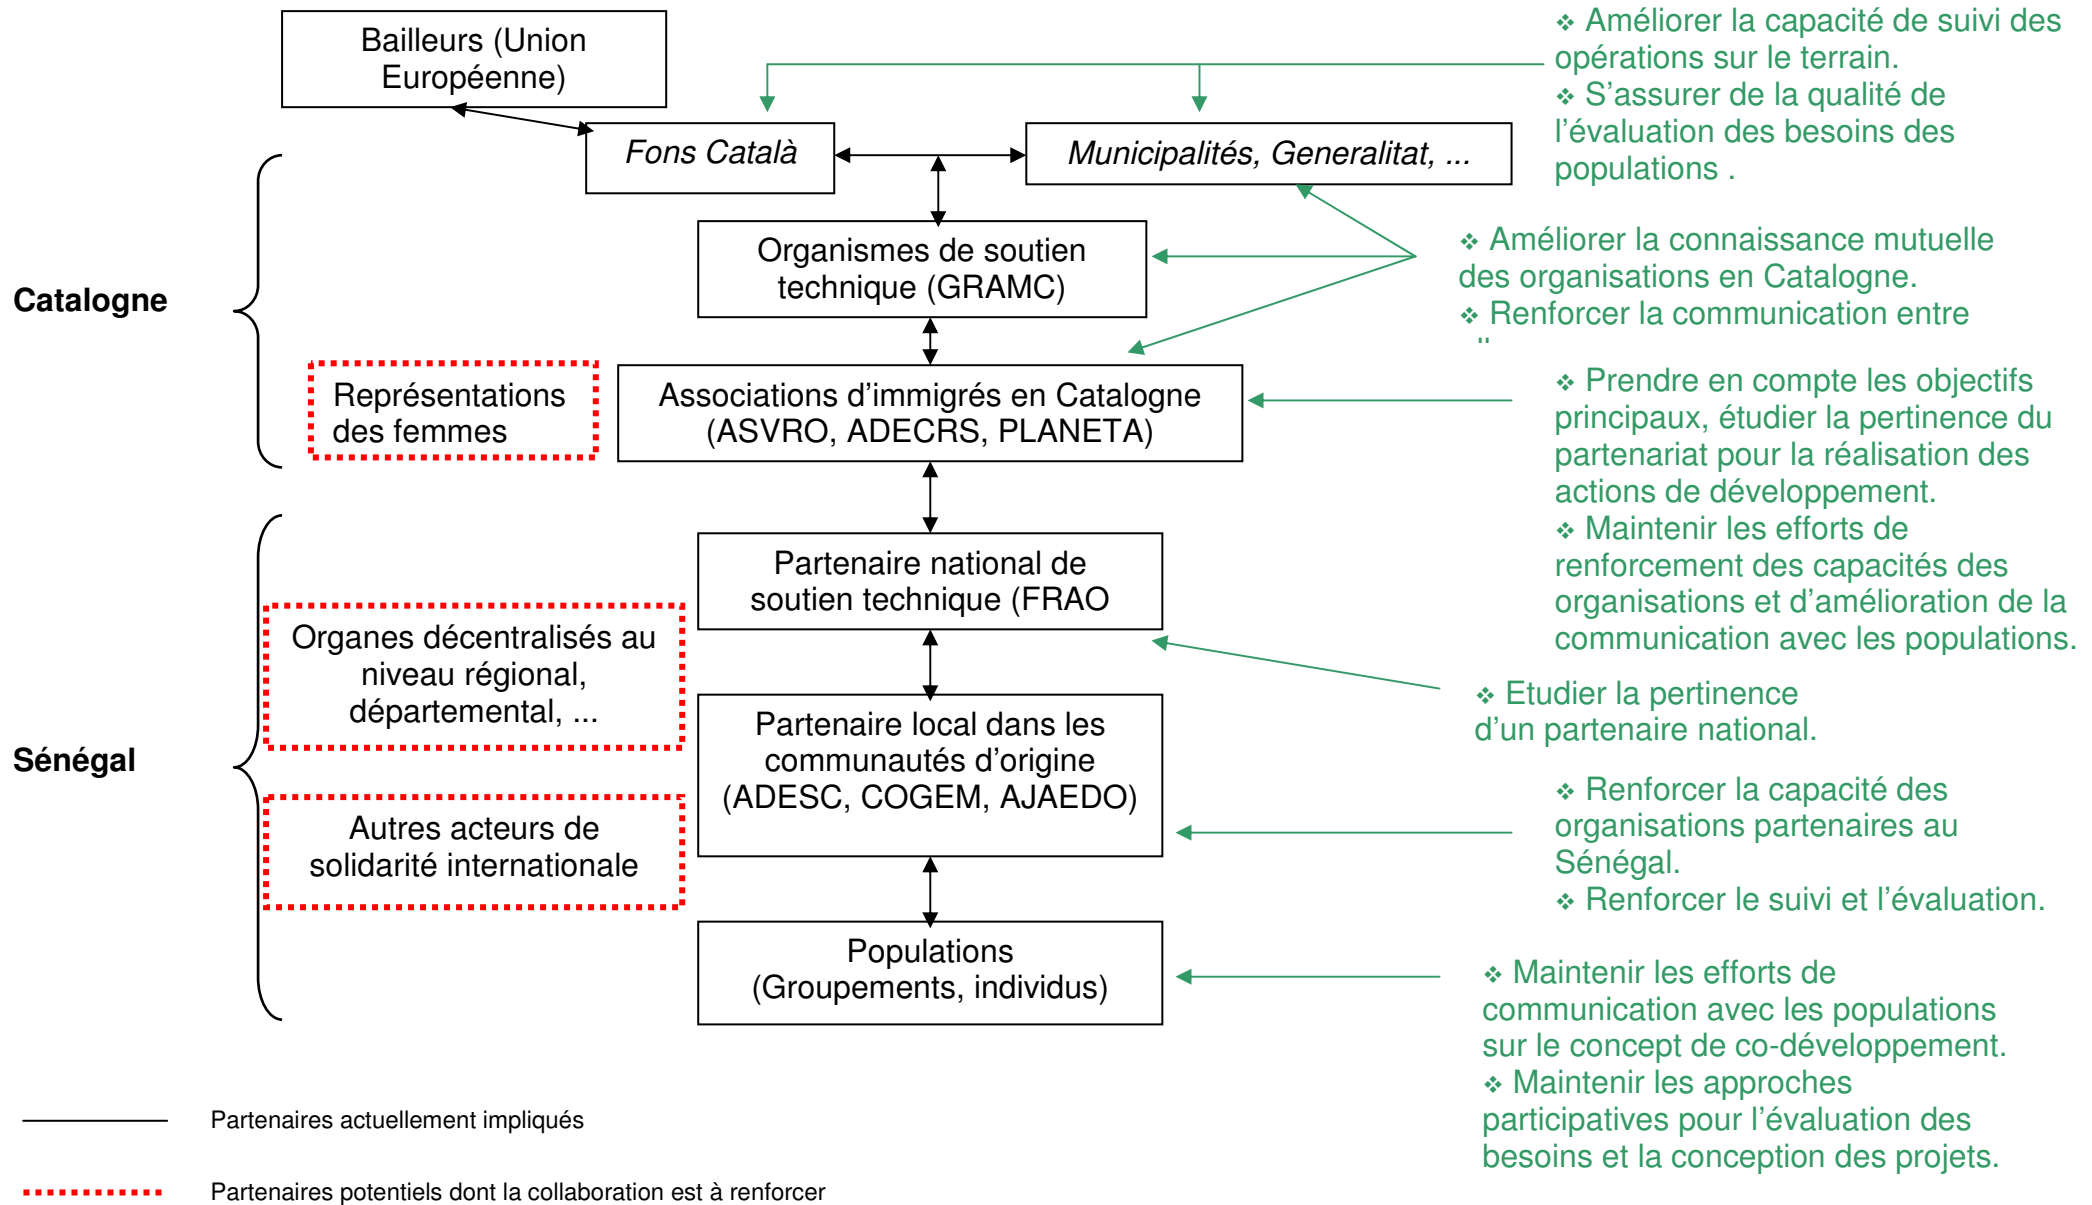 Bailleurs (Union
Européenne)
Fons Català
Municipalités, Generalitat, ...
❖ Améliorer la capacité de suivi des
opérations sur le terrain.
❖ S'assurer de la qualité de
l'évaluation des besoins des
populations .
Catalogne
Organismes de soutien
technique (GRAMC)
❖ Améliorer la connaissance mutuelle
des organisations en Catalogne.
❖ Renforcer la communication entre
Représentations
des femmes
Associations d'immigrés en Catalogne
(ASVRO, ADECRS, PLANETA)
❖ Prendre en compte les objectifs
principaux, étudier la pertinence du
partenariat pour la réalisation des
actions de développement.
❖ Maintenir les efforts de
renforcement des capacités des
organisations et d'amélioration de la
communication avec les populations.
Sénégal
Partenaire national de
soutien technique (FRAO
Organes décentralisés au
niveau régional,
départemental, ...
❖ Etudier la pertinence
d'un partenaire national.
Partenaire local dans les
communautés d'origine
(ADESC, COGEM, AJAEDO)
Autres acteurs de
solidarité internationale
❖ Renforcer la capacité des
organisations partenaires au
Sénégal.
❖ Renforcer le suivi et l'évaluation.
Populations
(Groupements, individus)
❖ Maintenir les efforts de
communication avec les populations
sur le concept de co-développement.
❖ Maintenir les approches
participatives pour l'évaluation des
besoins et la conception des projets.
Partenaires actuellement impliqués
Partenaires potentiels dont la collaboration est à renforcer